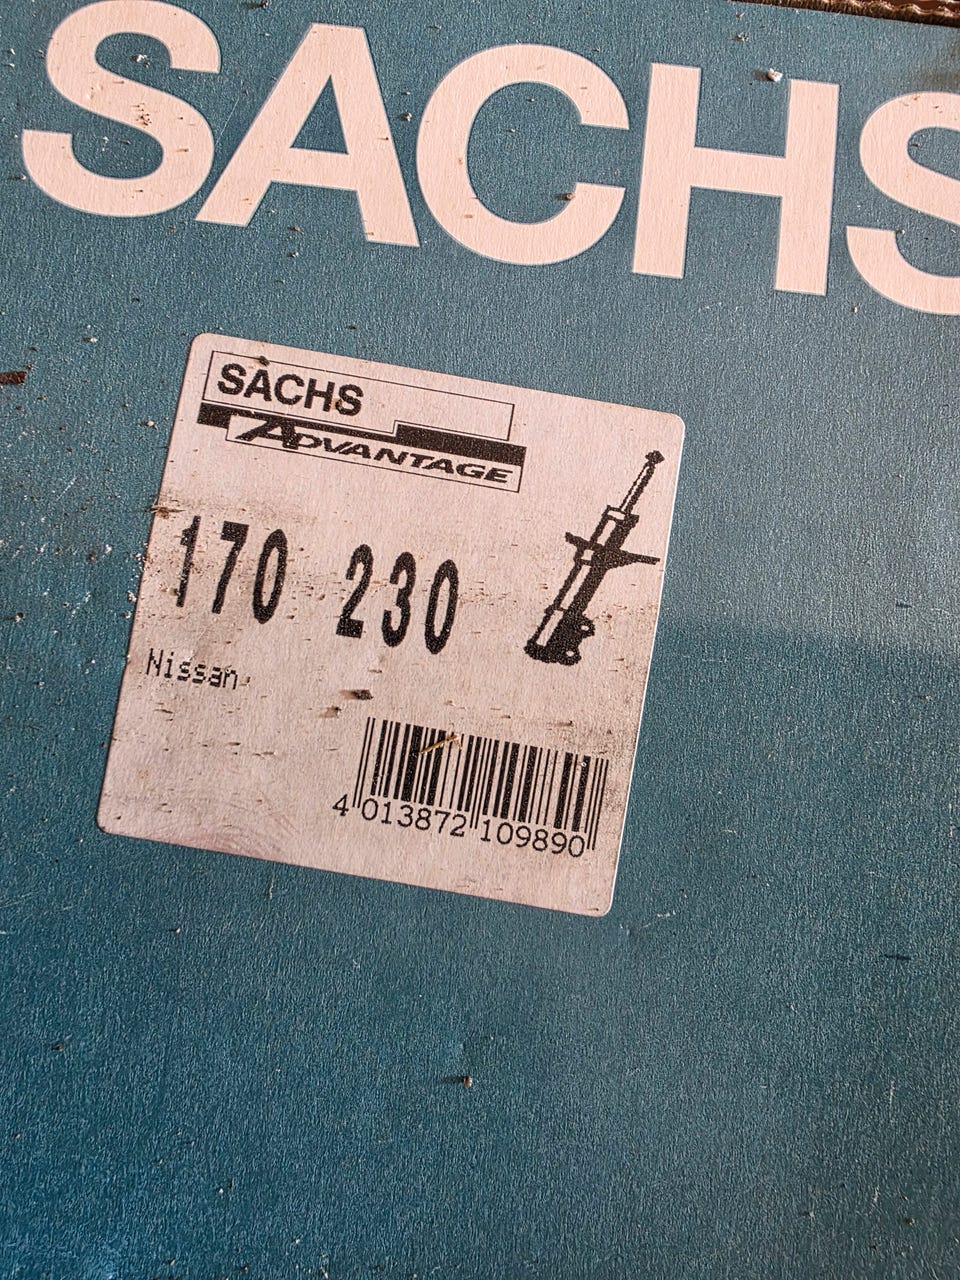 SACHS
SACHS
ADVANTAGE
170 230
Nissan
4 013872 109890